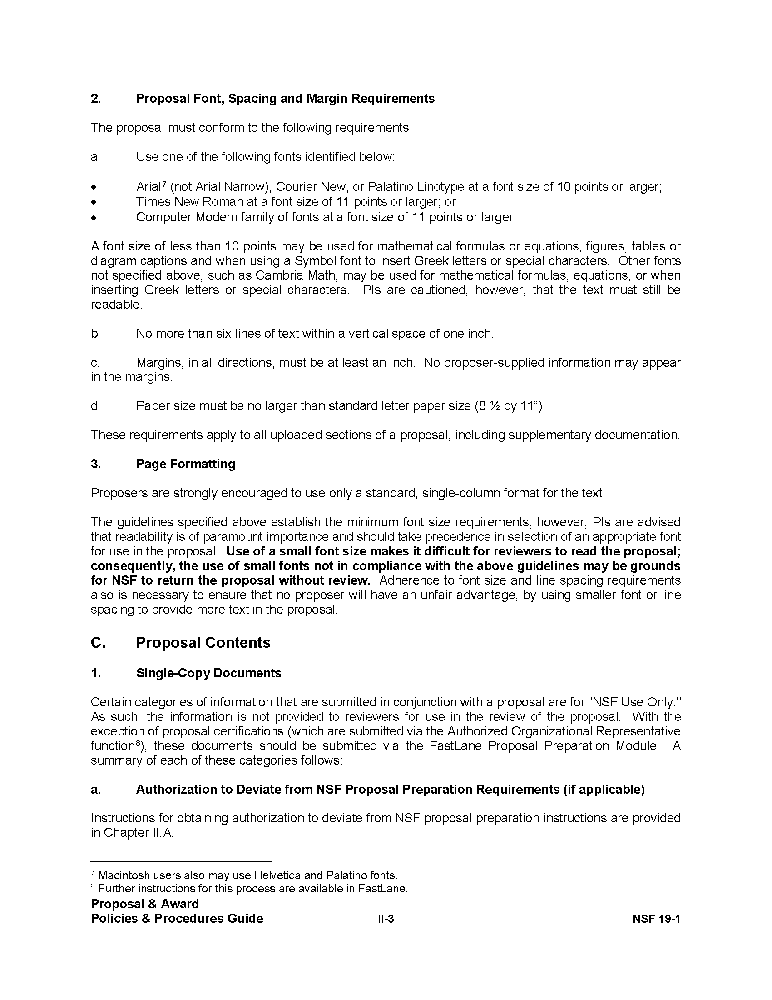 2. Proposal Font, Spacing and Margin Requirements
The proposal must conform to the following requirements:
a. Use one of the following fonts identified below:
• Arial⁷ (not Arial Narrow), Courier New, or Palatino Linotype at a font size of 10 points or larger;
• Times New Roman at a font size of 11 points or larger; or
• Computer Modern family of fonts at a font size of 11 points or larger.
A font size of less than 10 points may be used for mathematical formulas or equations, figures, tables or
diagram captions and when using a Symbol font to insert Greek letters or special characters. Other fonts
not specified above, such as Cambria Math, may be used for mathematical formulas, equations, or when
inserting Greek letters or special characters. PIs are cautioned, however, that the text must still be
readable.
b. No more than six lines of text within a vertical space of one inch.
c. Margins, in all directions, must be at least an inch. No proposer-supplied information may appear
in the margins.
d. Paper size must be no larger than standard letter paper size (8 ½ by 11”).
These requirements apply to all uploaded sections of a proposal, including supplementary documentation.
3. Page Formatting
Proposers are strongly encouraged to use only a standard, single-column format for the text.
The guidelines specified above establish the minimum font size requirements; however, PIs are advised
that readability is of paramount importance and should take precedence in selection of an appropriate font
for use in the proposal. Use of a small font size makes it difficult for reviewers to read the proposal;
consequently, the use of small fonts not in compliance with the above guidelines may be grounds
for NSF to return the proposal without review. Adherence to font size and line spacing requirements
also is necessary to ensure that no proposer will have an unfair advantage, by using smaller font or line
spacing to provide more text in the proposal.
C. Proposal Contents
1. Single-Copy Documents
Certain categories of information that are submitted in conjunction with a proposal are for "NSF Use Only."
As such, the information is not provided to reviewers for use in the review of the proposal. With the
exception of proposal certifications (which are submitted via the Authorized Organizational Representative
function⁸), these documents should be submitted via the FastLane Proposal Preparation Module. A
summary of each of these categories follows:
a. Authorization to Deviate from NSF Proposal Preparation Requirements (if applicable)
Instructions for obtaining authorization to deviate from NSF proposal preparation instructions are provided
in Chapter II.A.
⁷ Macintosh users also may use Helvetica and Palatino fonts.
⁸ Further instructions for this process are available in FastLane.
Proposal & Award
Policies & Procedures Guide II-3 NSF 19-1